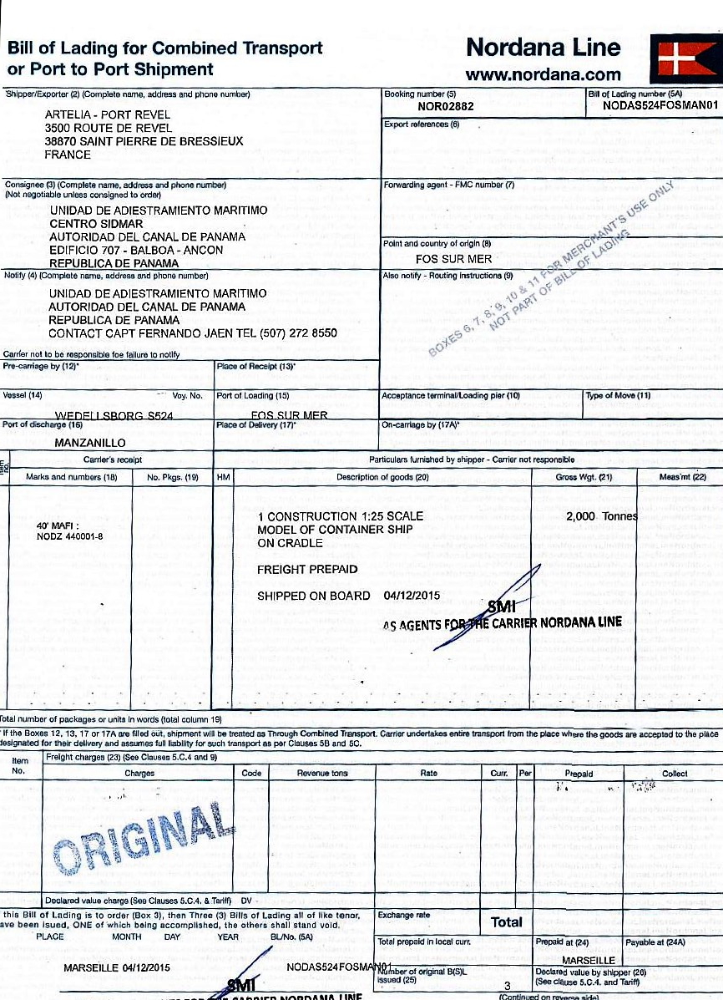 Bill of Lading for Combined Transport
or Port to Port Shipment
Nordana Line
www.nordana.com
Shipper/Exporter (2) (Complete name, address and phone number)
ARTELIA - PORT REVEL
3500 ROUTE DE REVEL
38870 SAINT PIERRE DE BRESSIEUX
FRANCE
Booking number (5)
NOR02882
Bill of Lading number (5A)
NODAS524FOSMAN01
Export references (6)
Consignee (3) (Complete name, address and phone number)
(Not negotiable unless consigned to order)
UNIDAD DE ADIESTRAMIENTO MARITIMO
CENTRO SIDMAR
AUTORIDAD DEL CANAL DE PANAMA
EDIFICIO 707 - BALBOA - ANCON
REPUBLICA DE PANAMA
Forwarding agent - FMC number (7)
Point and country of origin (8)
FOS SUR MER
Notify (4) (Complete name, address and phone number)
UNIDAD DE ADIESTRAMIENTO MARITIMO
AUTORIDAD DEL CANAL DE PANAMA
REPUBLICA DE PANAMA
CONTACT CAPT FERNANDO JAEN TEL (507) 272 8550
Carrier not to be responsible foe failure to notify
Also notify - Routing instructions (9)
BOXES 6, 7, 8, 9, 10 & 11 FOR MERCHANT'S USE ONLY
NOT PART OF BILL OF LADING
Pre-carriage by (12)*
Place of Receipt (13)*
Vessel (14) Voy. No.
WEDELLSBORG S524
Port of Loading (15)
FOS SUR MER
Acceptance terminal/Loading pier (10)
Type of Move (11)
Port of discharge (16)
MANZANILLO
Place of Delivery (17)*
On-carriage by (17A)*
Carrier's receipt
Particulars furnished by shipper - Carrier not responsible
Item no.
Marks and numbers (18)
No. Pkgs. (19)
HM
Description of goods (20)
Gross Wgt. (21)
Meas'mt (22)
40' MAFI :
NODZ 440001-8
1 CONSTRUCTION 1:25 SCALE
MODEL OF CONTAINER SHIP
ON CRADLE
2,000 Tonnes
FREIGHT PREPAID
SHIPPED ON BOARD 04/12/2015
SMI
AS AGENTS FOR THE CARRIER NORDANA LINE
Total number of packages or units in words (total column 19)
* If the Boxes 12, 13, 17 or 17A are filled out, shipment will be treated as Through Combined Transport. Carrier undertakes entire transport from the place where the goods are accepted to the place
designated for their delivery and assumes full liability for such transport as per Clauses 5B and 5C.
Item No.
Freight charges (23) (See Clauses 5.C.4 and 9)
Charges
Code
Revenue tons
Rate
Curr.
Per
Prepaid
Collect
ORIGINAL
Declared value charge (See Clauses 5.C.4. & Tariff) DV
this Bill of Lading is to order (Box 3), then Three (3) Bills of Lading all of like tenor,
ave been issued, ONE of which being accomplished, the others shall stand void.
Exchange rate
Total
PLACE MONTH DAY YEAR BL/No. (5A)
MARSEILLE 04/12/2015 NODAS524FOSMAN01
Total prepaid in local curr.
Prepaid at (24)
MARSEILLE
Payable at (24A)
Number of original B(S)L
issued (25)
3
Declared value by shipper (26)
(See clause 5.C.4. and Tariff)
SMI
CARRIER NORDANA LINE
(Continued on reverse side)